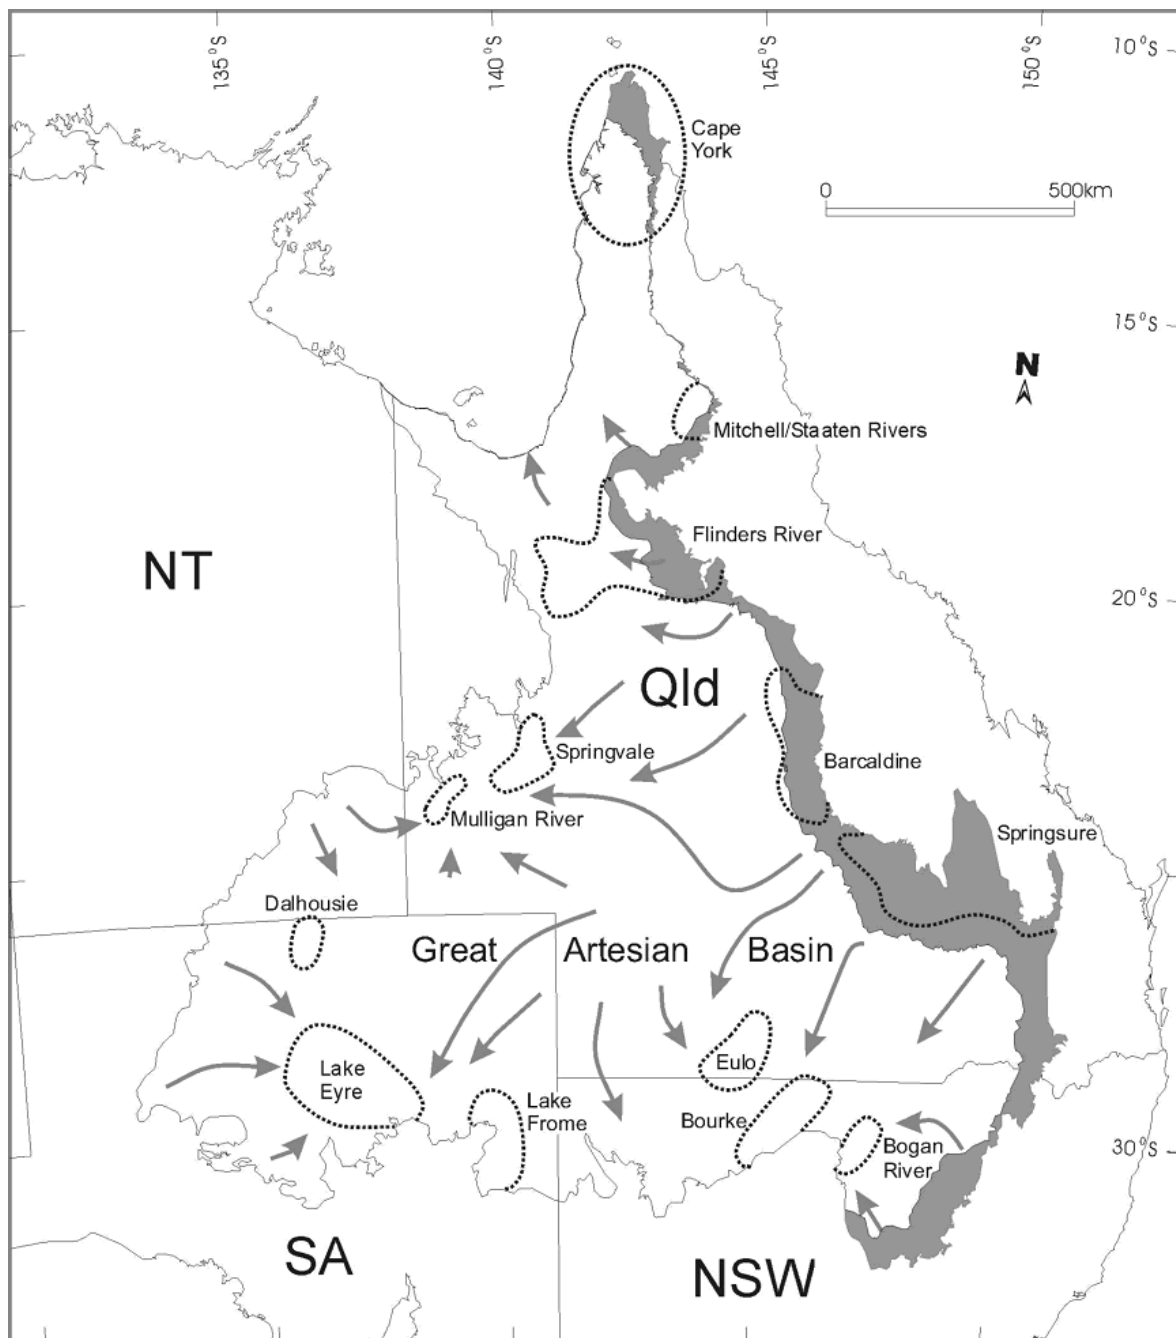 135°S
140°S
145°S
150°S
10°S
Cape
York
0
500km
15°S
N
Mitchell/Staaten Rivers
Flinders River
NT
20°S
Qld
Springvale
Barcaldine
Mulligan River
Springsure
Dalhousie
Great
Artesian
Basin
Lake
Eyre
Eulo
Lake
Frome
Bourke
Bogan
River
30°S
SA
NSW